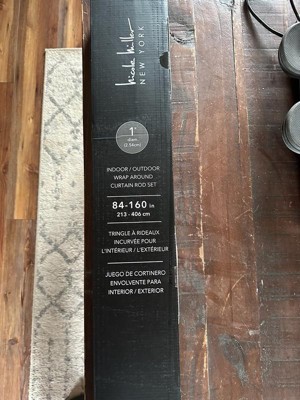 nicole miller
NEW YORK
1"
diam.
(2.54cm)
INDOOR / OUTDOOR
WRAP AROUND
CURTAIN ROD SET
84-160 in
213 - 406 cm
TRINGLE À RIDEAUX
INCURVÉE POUR
L'INTÉRIEUR / L'EXTÉRIEUR
JUEGO DE CORTINERO
ENVOLVENTE PARA
INTERIOR / EXTERIOR